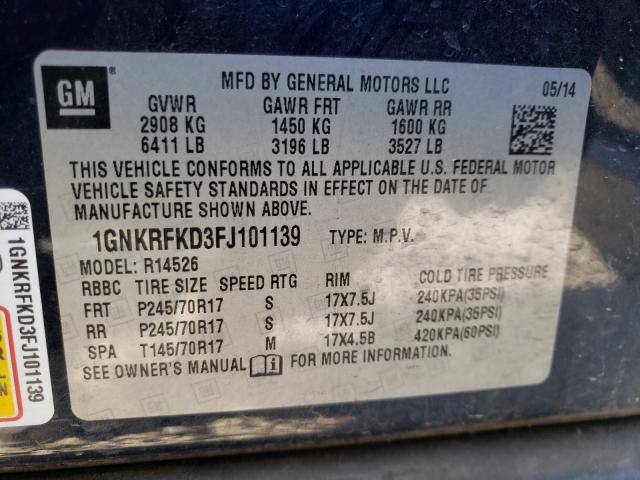 GM
MFD BY GENERAL MOTORS LLC 05/14
GVWR GAWR FRT GAWR RR
2908 KG 1450 KG 1600 KG
6411 LB 3196 LB 3527 LB
THIS VEHICLE CONFORMS TO ALL APPLICABLE U.S. FEDERAL MOTOR
VEHICLE SAFETY STANDARDS IN EFFECT ON THE DATE OF
MANUFACTURE SHOWN ABOVE.
1GNKRFKD3FJ101139 TYPE: M.P.V.
MODEL: R14526
RBBC TIRE SIZE SPEED RTG RIM COLD TIRE PRESSURE
FRT P245/70R17 S 17X7.5J 240KPA(35PSI)
RR P245/70R17 S 17X7.5J 240KPA(35PSI)
SPA T145/70R17 M 17X4.5B 420KPA(60PSI)
SEE OWNER'S MANUAL FOR MORE INFORMATION.
1GNKRFKD3FJ101139